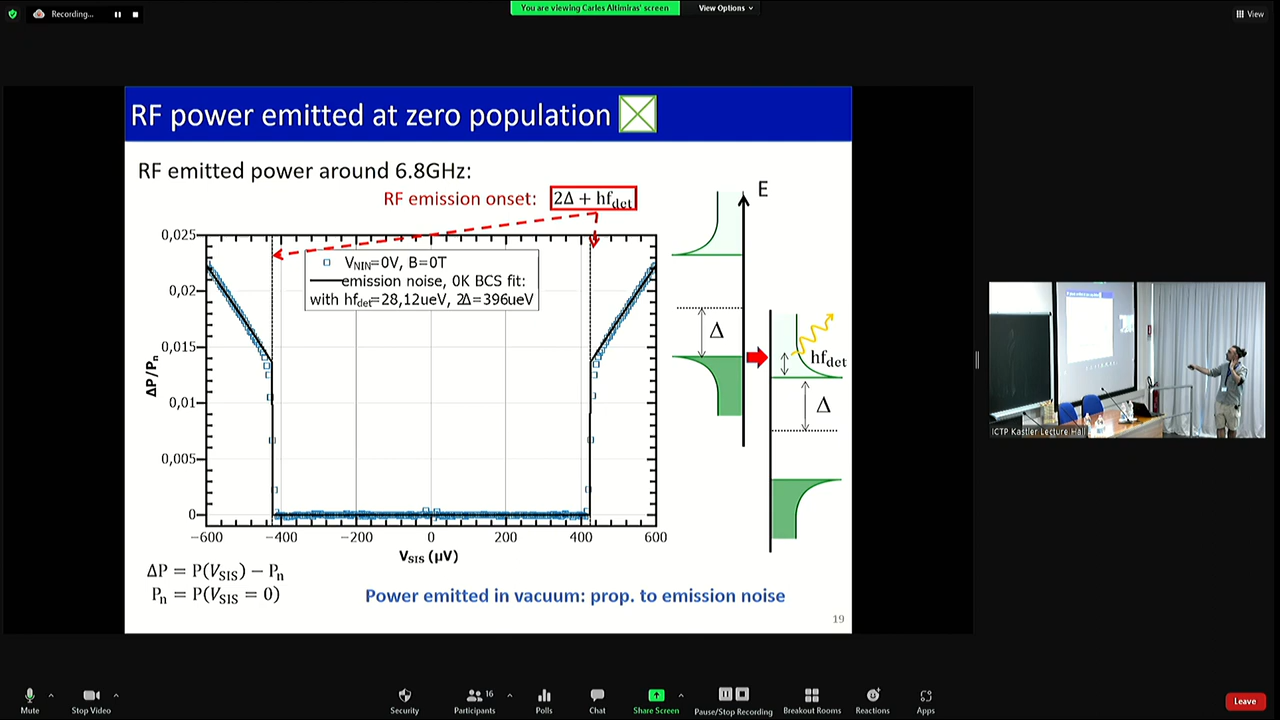 Recording...
You are viewing Carles Altimiras' screen
View Options
View
RF power emitted at zero population
RF emitted power around 6.8GHz:
RF emission onset: 2Δ + hf_det
E
0,025
0,02
0,015
0,01
0,005
0
ΔP/P_n
V_NIN=0V, B=0T
emission noise, 0K BCS fit:
with hf_det=28,12ueV, 2Δ=396ueV
−600
−400
−200
0
200
400
600
V_SIS (µV)
Δ
hf_det
Δ
ΔP = P(V_SIS) − P_n
P_n = P(V_SIS = 0)
Power emitted in vacuum: prop. to emission noise
19
ICTP Kastler Lecture Hall
Mute
Stop Video
Security
16
Participants
Polls
Chat
Share Screen
Pause/Stop Recording
Breakout Rooms
Reactions
Apps
Leave